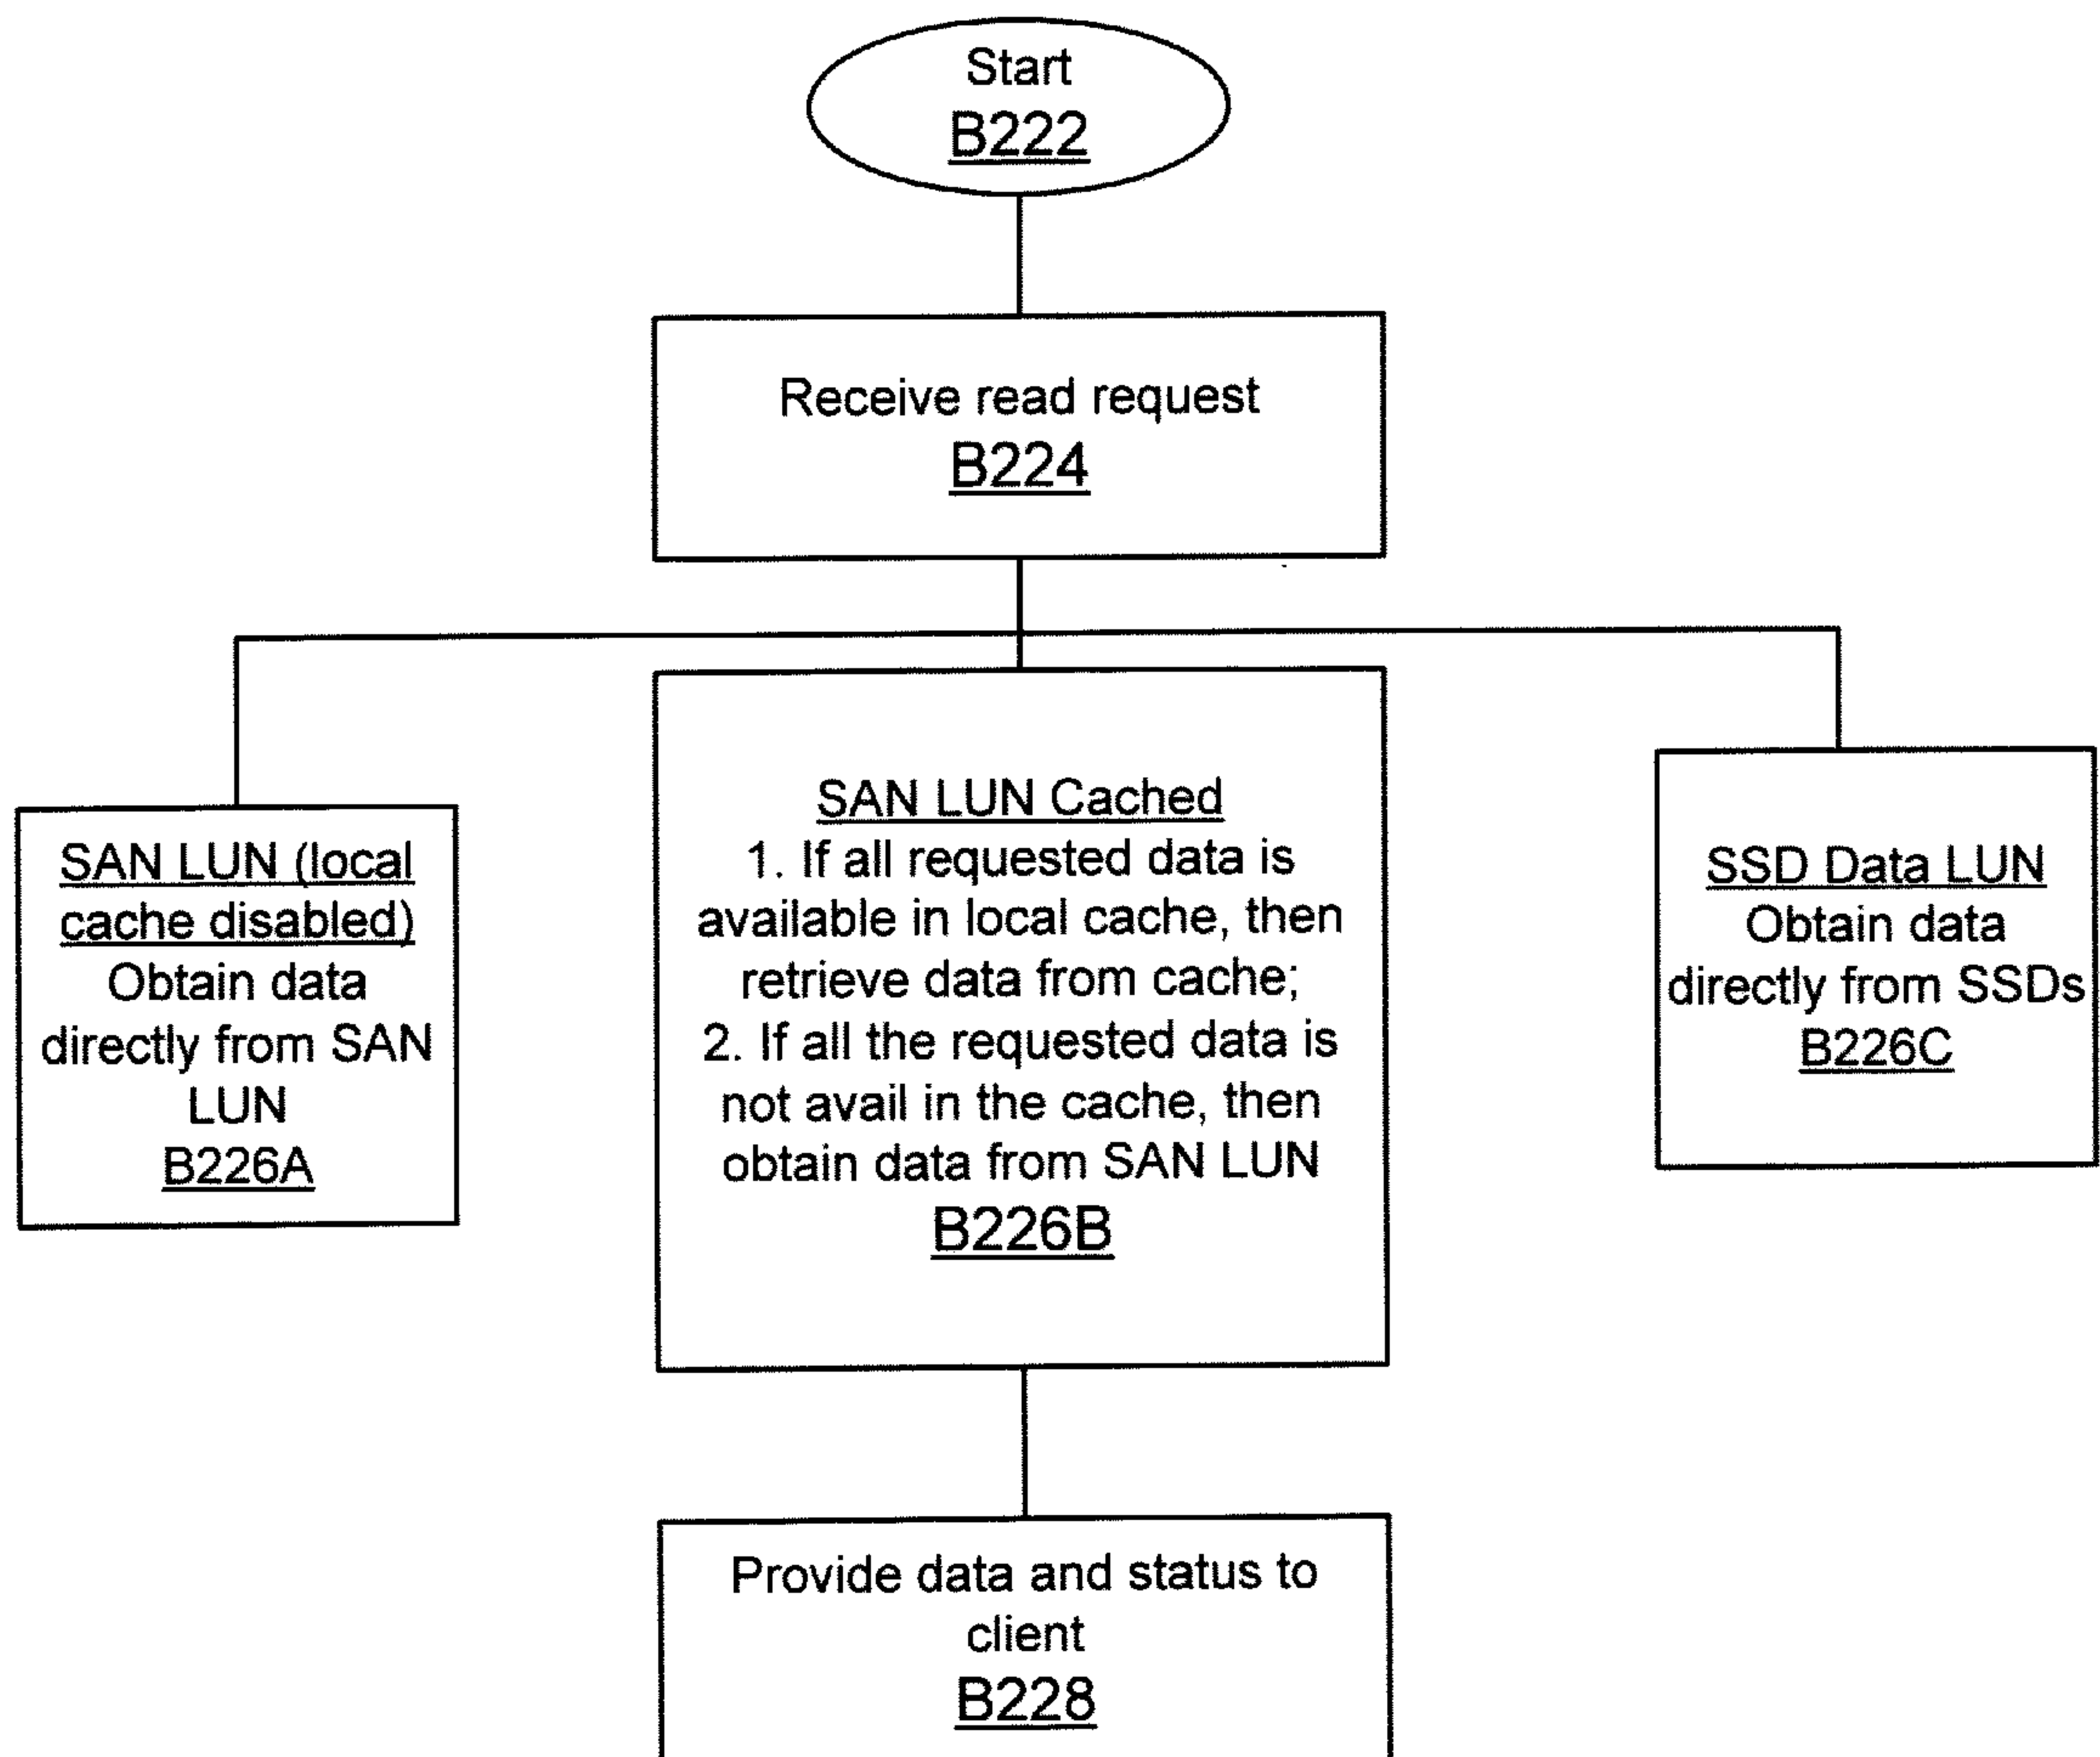 Start
B222
Receive read request
B224
SAN LUN (local
cache disabled)
Obtain data
directly from SAN
LUN
B226A
SAN LUN Cached
1. If all requested data is
available in local cache, then
retrieve data from cache;
2. If all the requested data is
not avail in the cache, then
obtain data from SAN LUN
B226B
SSD Data LUN
Obtain data
directly from SSDs
B226C
Provide data and status to
client
B228